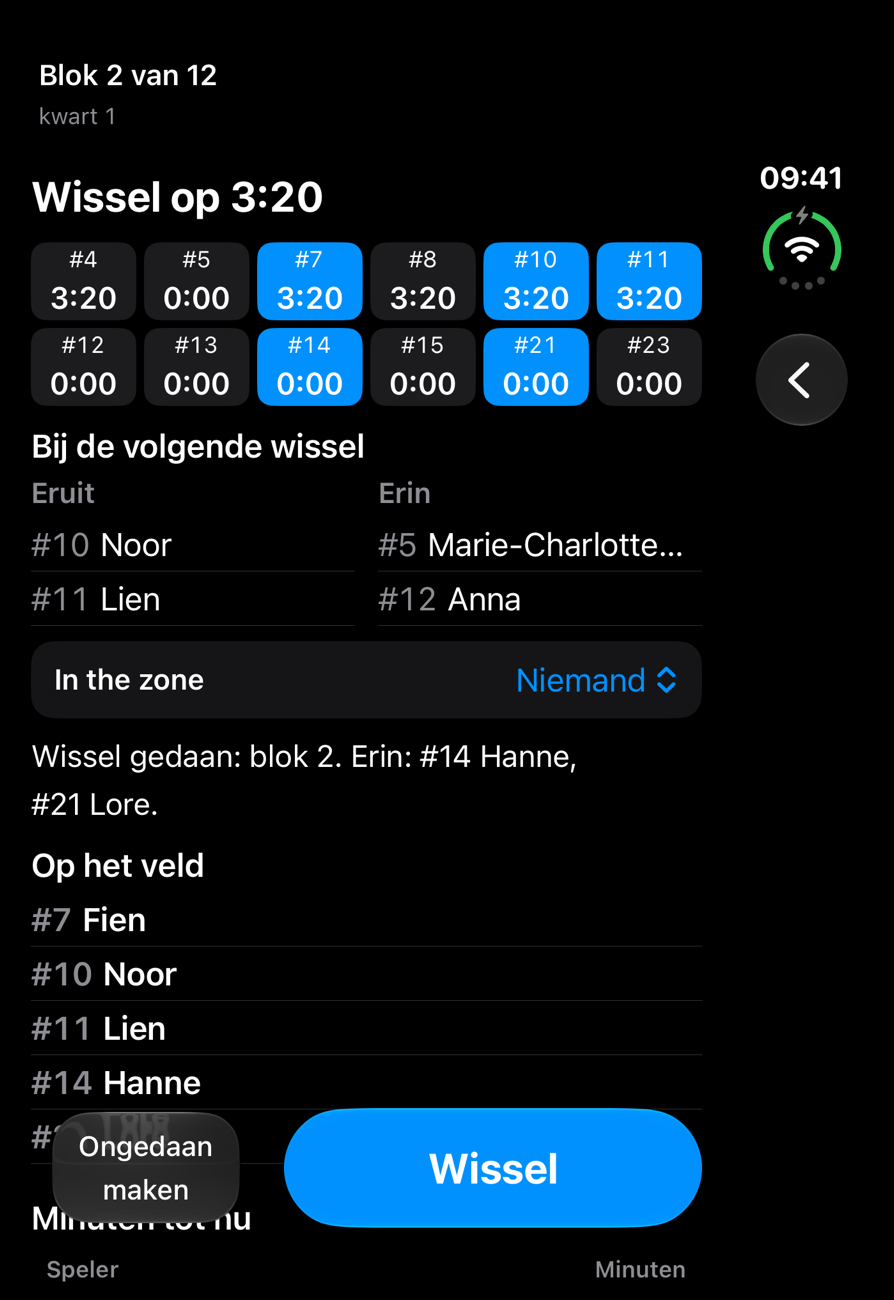 Blok 2 van 12
kwart 1
09:41
Wissel op 3:20
#4 #5 #7 #8 #10 #11
3:20 0:00 3:20 3:20 3:20 3:20
#12 #13 #14 #15 #21 #23
0:00 0:00 0:00 0:00 0:00 0:00
Bij de volgende wissel
Eruit Erin
#10 Noor #5 Marie-Charlotte...
#11 Lien #12 Anna
In the zone Niemand
Wissel gedaan: blok 2. Erin: #14 Hanne,
#21 Lore.
Op het veld
#7 Fien
#10 Noor
#11 Lien
#14 Hanne
Ongedaan
maken
Wissel
Minuten tot nu
Speler Minuten